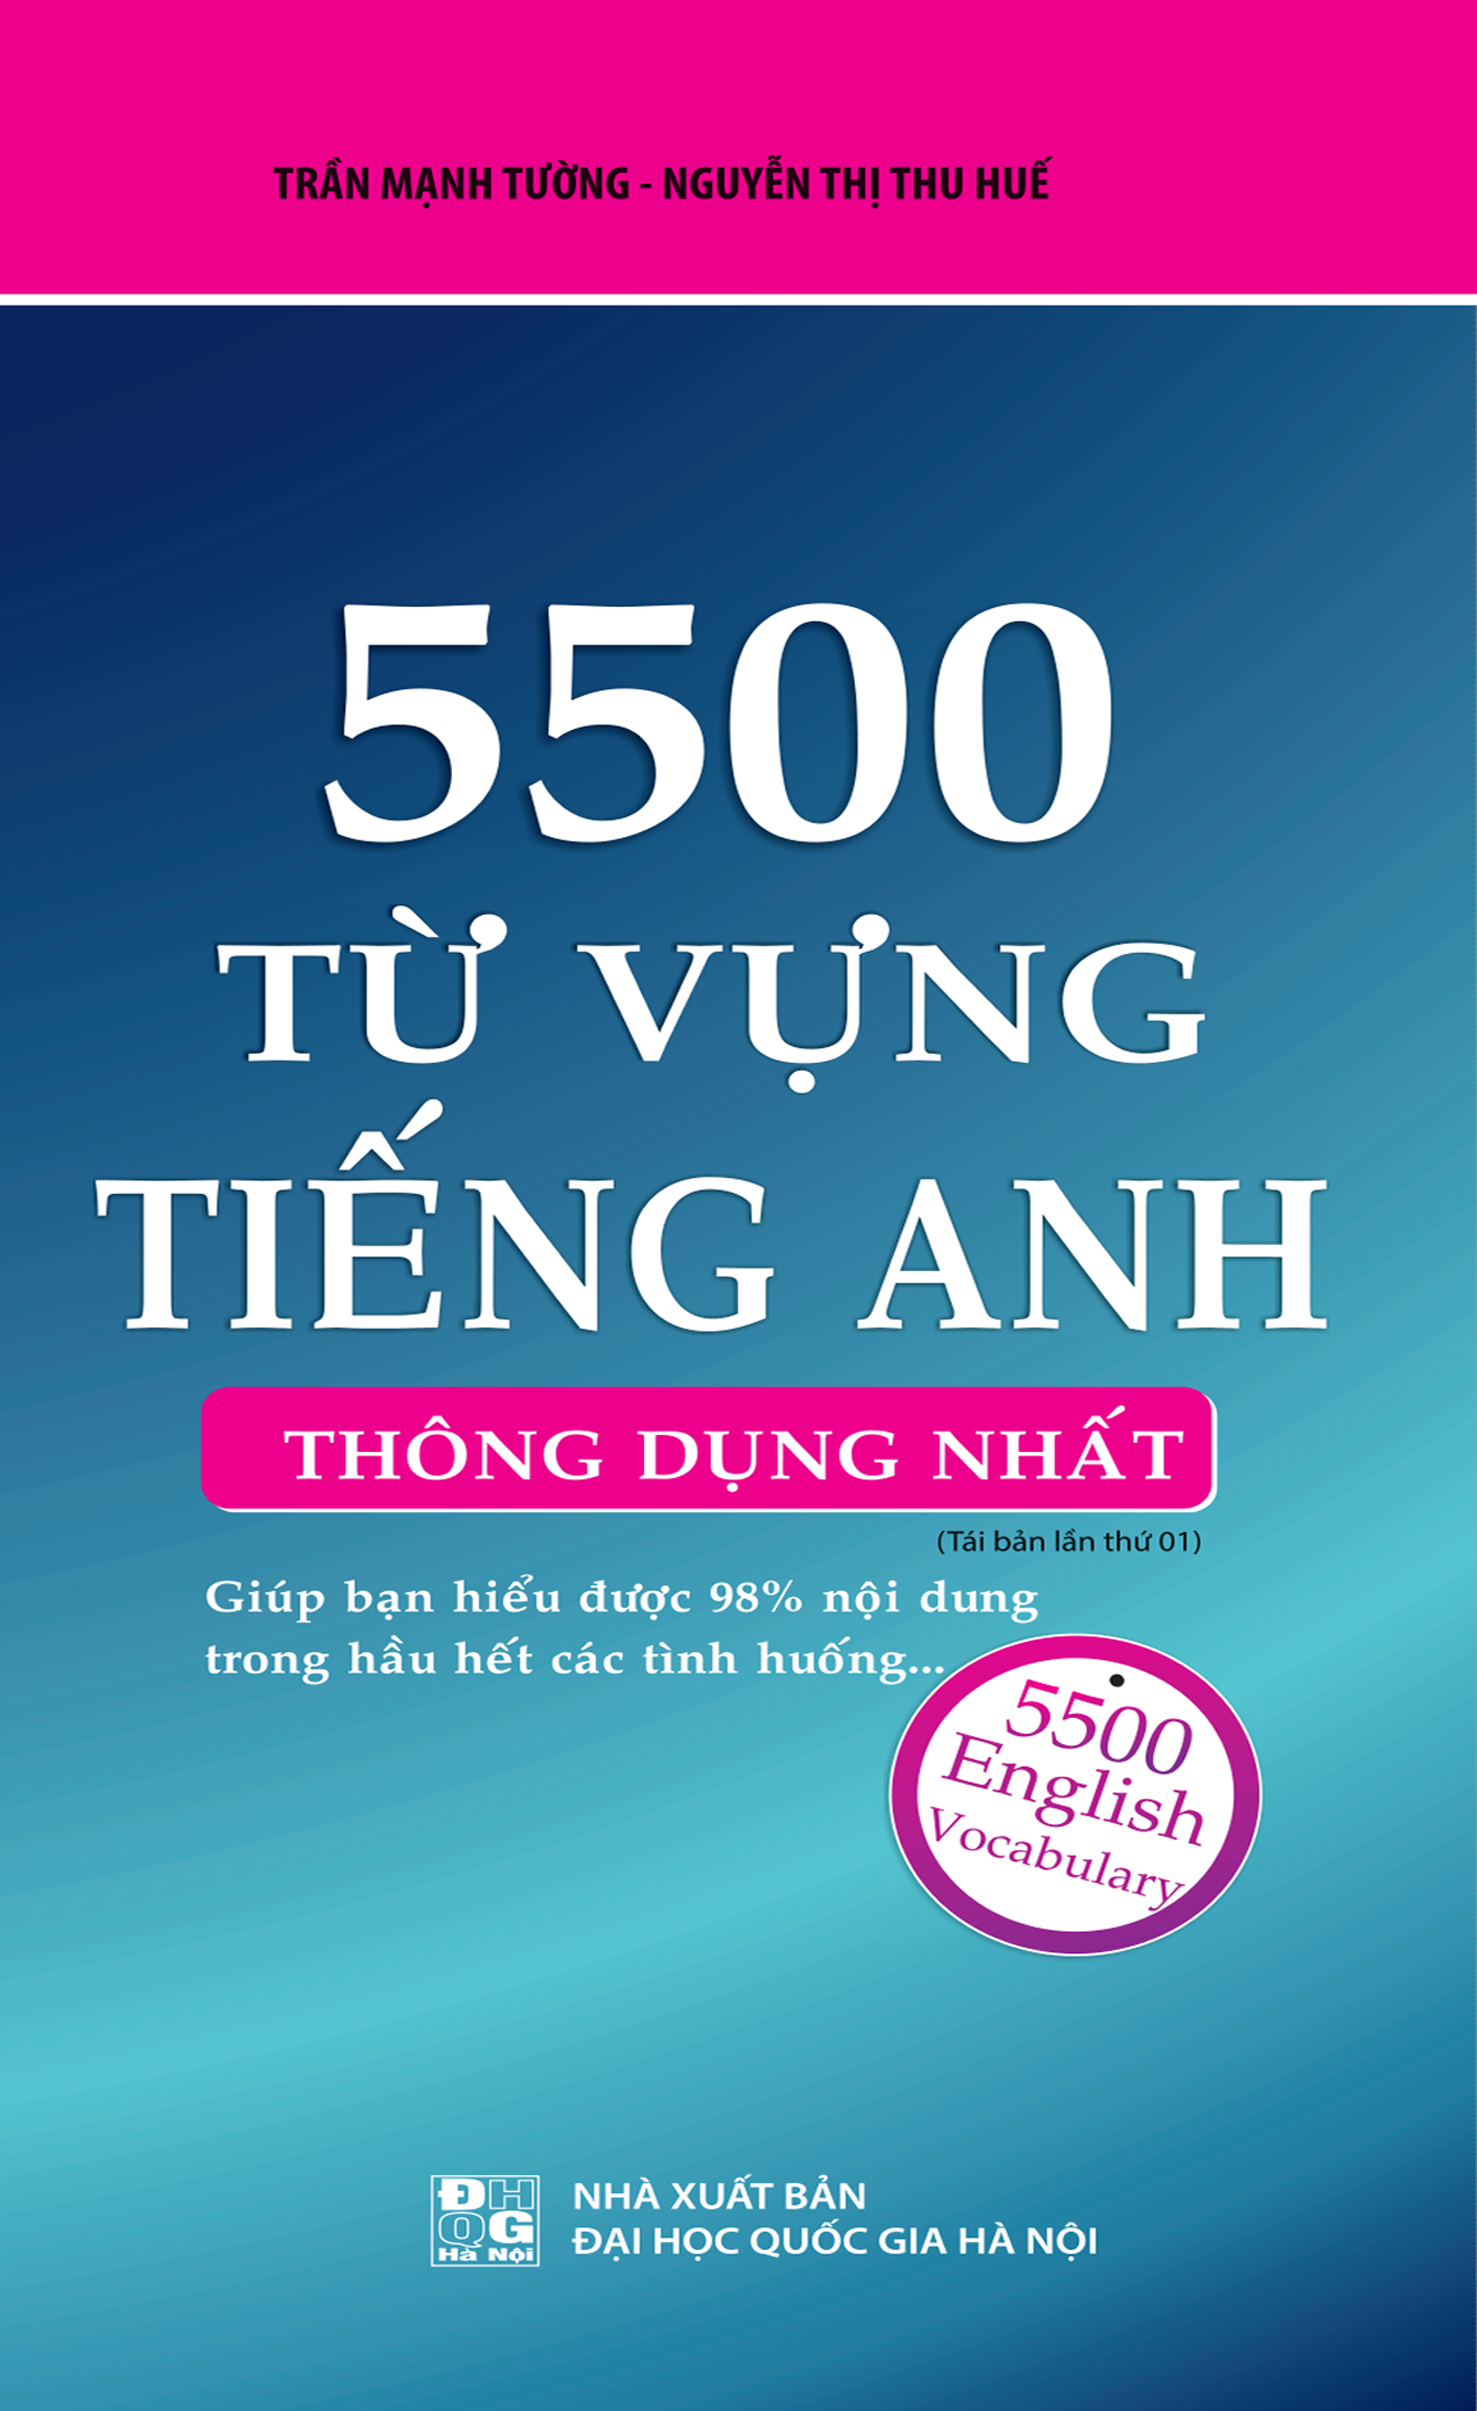 TRẦN MẠNH TƯỜNG - NGUYỄN THỊ THU HUẾ
5500
TỪ VỰNG
TIẾNG ANH
THÔNG DỤNG NHẤT
(Tái bản lần thứ 01)
Giúp bạn hiểu được 98% nội dung
trong hầu hết các tình huống...
5500
English
Vocabulary
ĐH
QG
Hà Nội
NHÀ XUẤT BẢN
ĐẠI HỌC QUỐC GIA HÀ NỘI